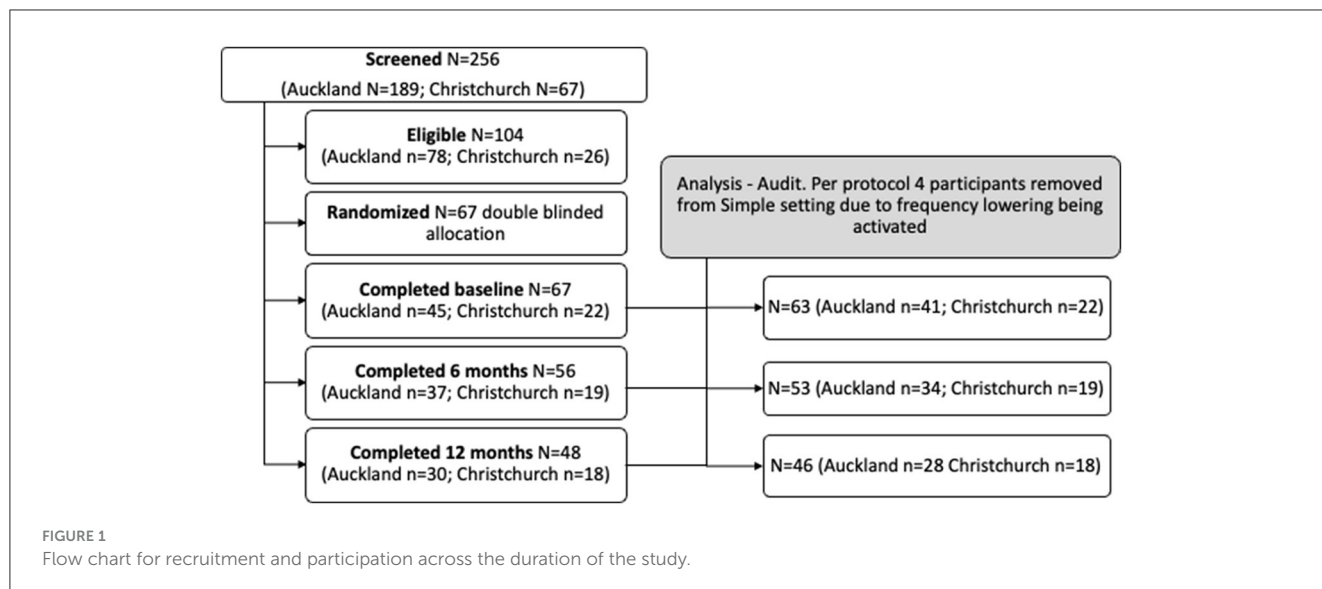 Screened N=256
(Auckland N=189; Christchurch N=67)
Eligible N=104
(Auckland n=78; Christchurch n=26)
Randomized N=67 double blinded
allocation
Analysis - Audit. Per protocol 4 participants removed
from Simple setting due to frequency lowering being
activated
Completed baseline N=67
(Auckland n=45; Christchurch n=22)
N=63 (Auckland n=41; Christchurch n=22)
Completed 6 months N=56
(Auckland n=37; Christchurch n=19)
N=53 (Auckland n=34; Christchurch n=19)
Completed 12 months N=48
(Auckland n=30; Christchurch n=18)
N=46 (Auckland n=28 Christchurch n=18)
FIGURE 1
Flow chart for recruitment and participation across the duration of the study.